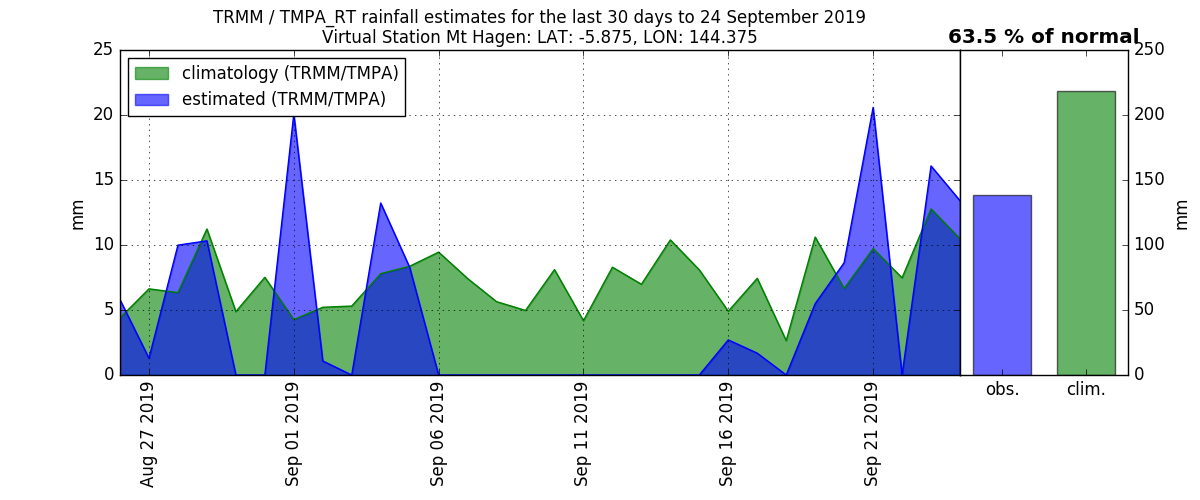 TRMM / TMPA_RT rainfall estimates for the last 30 days to 24 September 2019
Virtual Station Mt Hagen: LAT: -5.875, LON: 144.375
63.5 % of normal
climatology (TRMM/TMPA)
estimated (TRMM/TMPA)
mm
25
20
15
10
5
0
Aug 27 2019
Sep 01 2019
Sep 06 2019
Sep 11 2019
Sep 16 2019
Sep 21 2019
obs.
clim.
250
200
150
100
50
0
mm